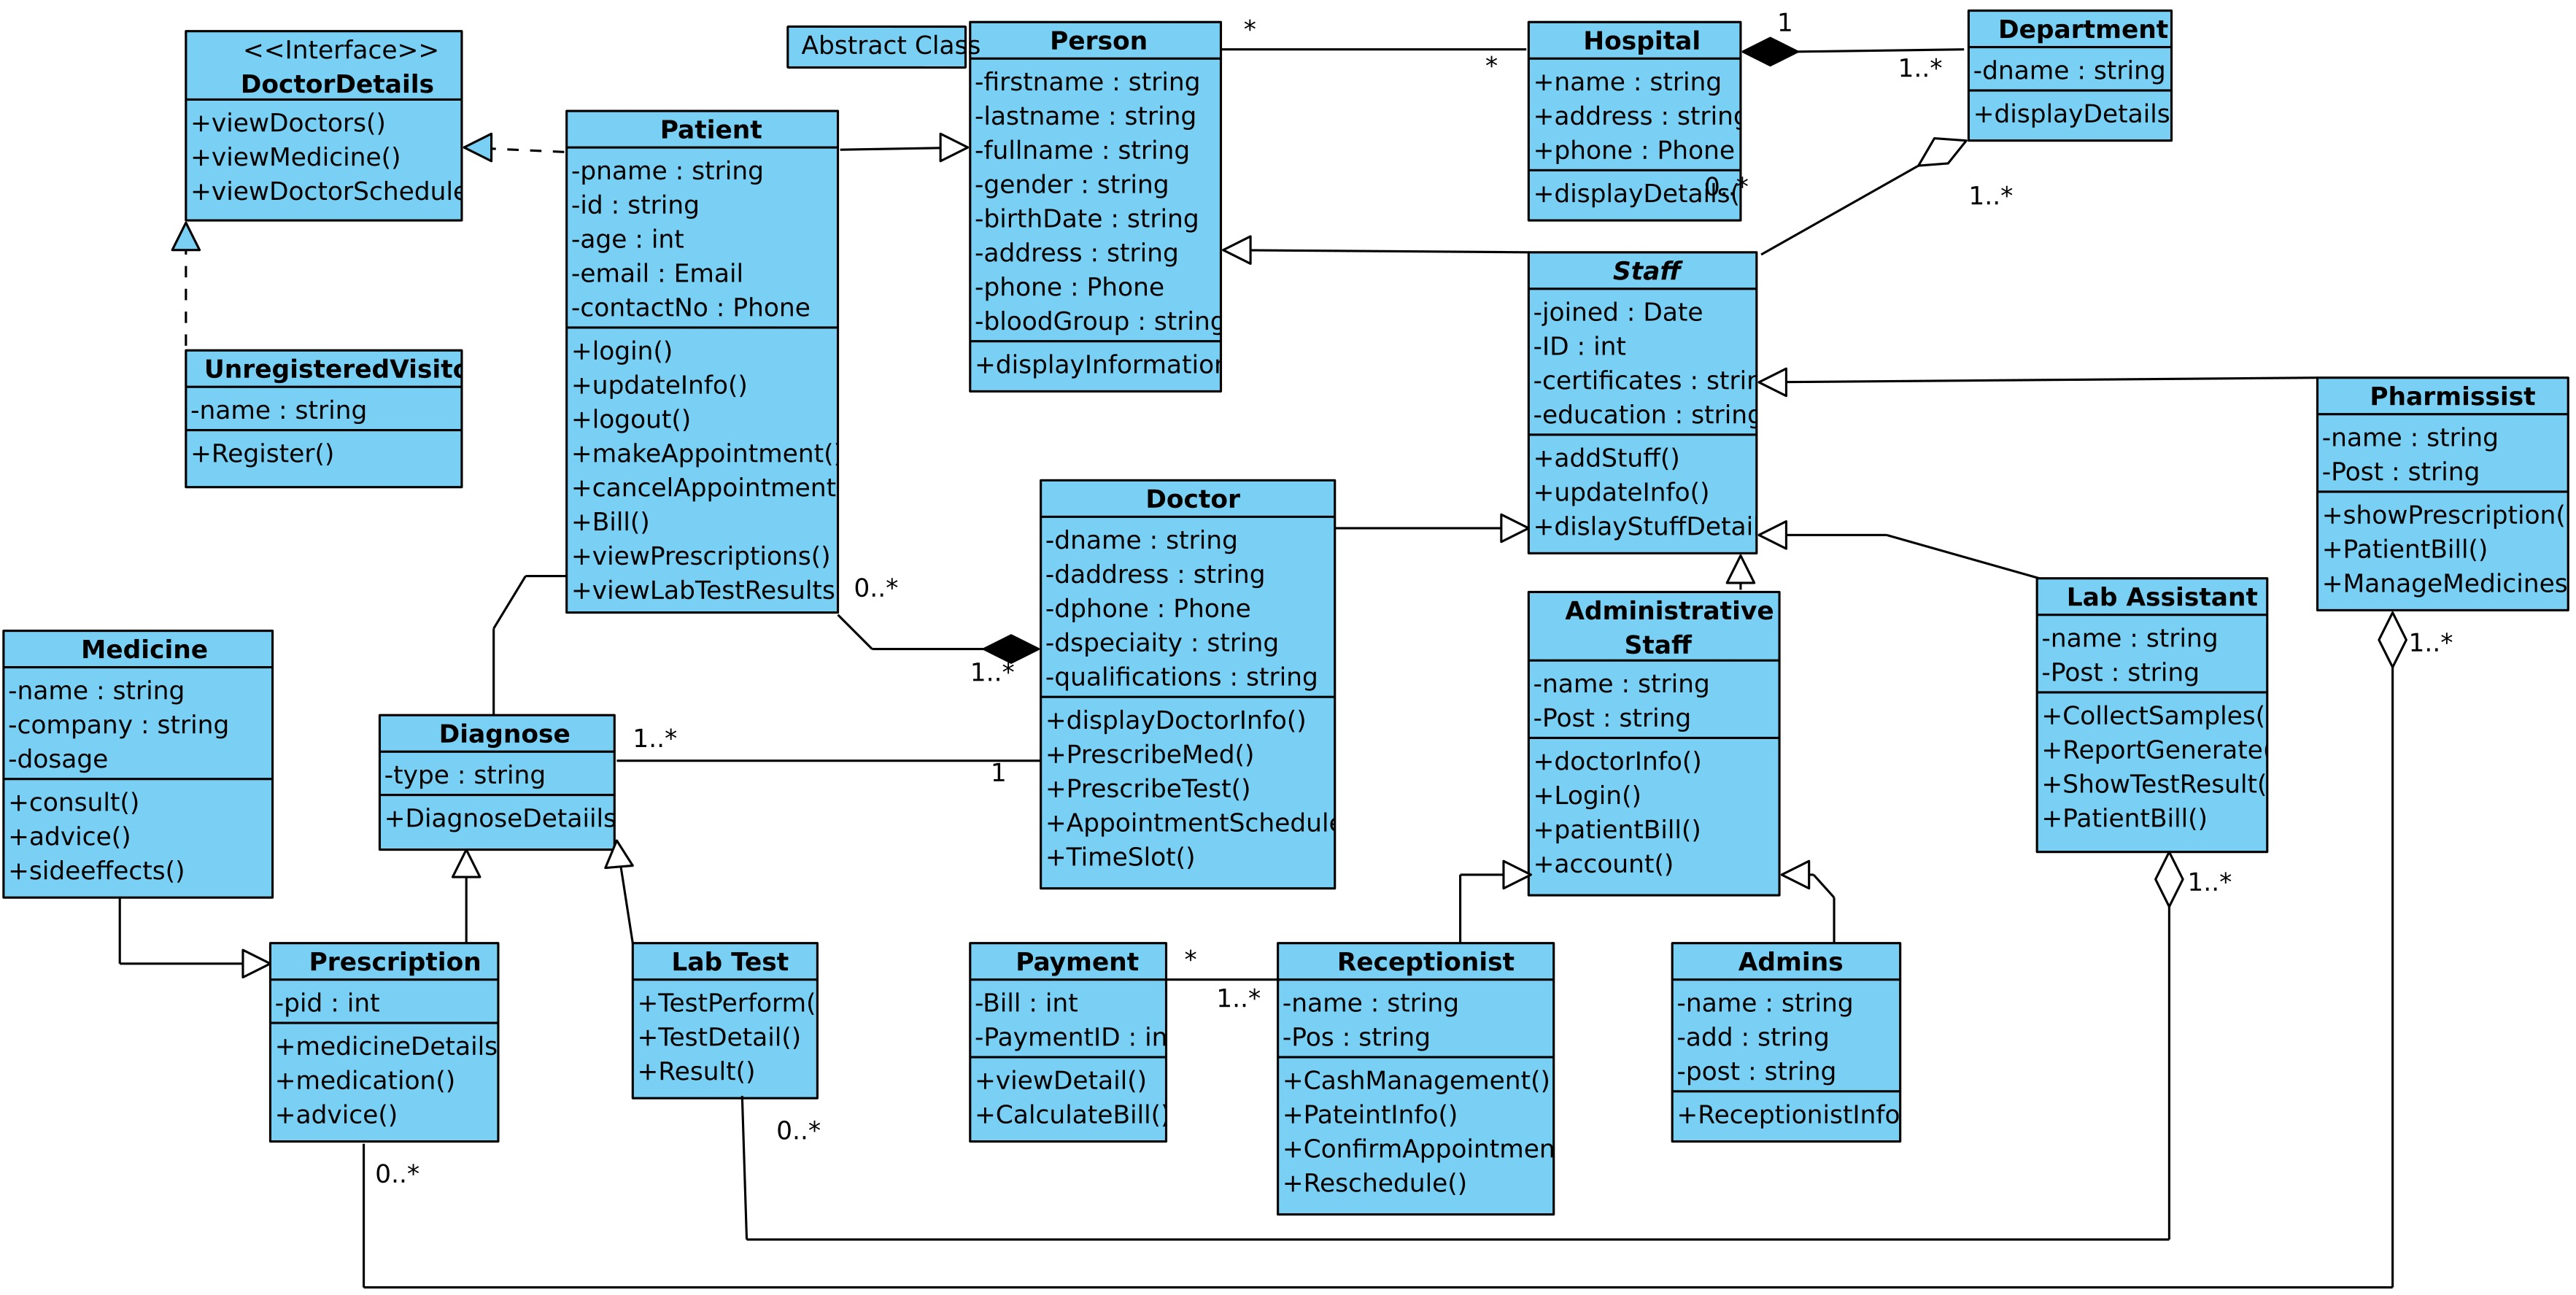 <<Interface>>
DoctorDetails
+viewDoctors()
+viewMedicine()
+viewDoctorSchedule
UnregisteredVisito
-name : string
+Register()
Patient
-pname : string
-id : string
-age : int
-email : Email
-contactNo : Phone
+login()
+updateInfo()
+logout()
+makeAppointment()
+cancelAppointment
+Bill()
+viewPrescriptions()
+viewLabTestResults
Abstract Class
Person
-firstname : string
-lastname : string
-fullname : string
-gender : string
-birthDate : string
-address : string
-phone : Phone
-bloodGroup : string
+displayInformation
*
*
Hospital
+name : string
+address : string
+phone : Phone
+displayDetails(
0..*
1
1..*
Department
-dname : string
+displayDetails
1..*
Staff
-joined : Date
-ID : int
-certificates : strin
-education : string
+addStuff()
+updateInfo()
+dislayStuffDetai
Pharmissist
-name : string
-Post : string
+showPrescription(
+PatientBill()
+ManageMedicines
1..*
Doctor
-dname : string
-daddress : string
-dphone : Phone
-dspeciaity : string
-qualifications : string
+displayDoctorInfo()
+PrescribeMed()
+PrescribeTest()
+AppointmentSchedule
+TimeSlot()
0..*
1..*
Administrative
Staff
-name : string
-Post : string
+doctorInfo()
+Login()
+patientBill()
+account()
Lab Assistant
-name : string
-Post : string
+CollectSamples(
+ReportGenerate(
+ShowTestResult(
+PatientBill()
1..*
Medicine
-name : string
-company : string
-dosage
+consult()
+advice()
+sideeffects()
Diagnose
-type : string
+DiagnoseDetaiils
1..*
1
Prescription
-pid : int
+medicineDetails
+medication()
+advice()
0..*
Lab Test
+TestPerform(
+TestDetail()
+Result()
0..*
Payment
-Bill : int
-PaymentID : in
+viewDetail()
+CalculateBill()
*
1..*
Receptionist
-name : string
-Pos : string
+CashManagement()
+PateintInfo()
+ConfirmAppointmen
+Reschedule()
Admins
-name : string
-add : string
-post : string
+ReceptionistInfo